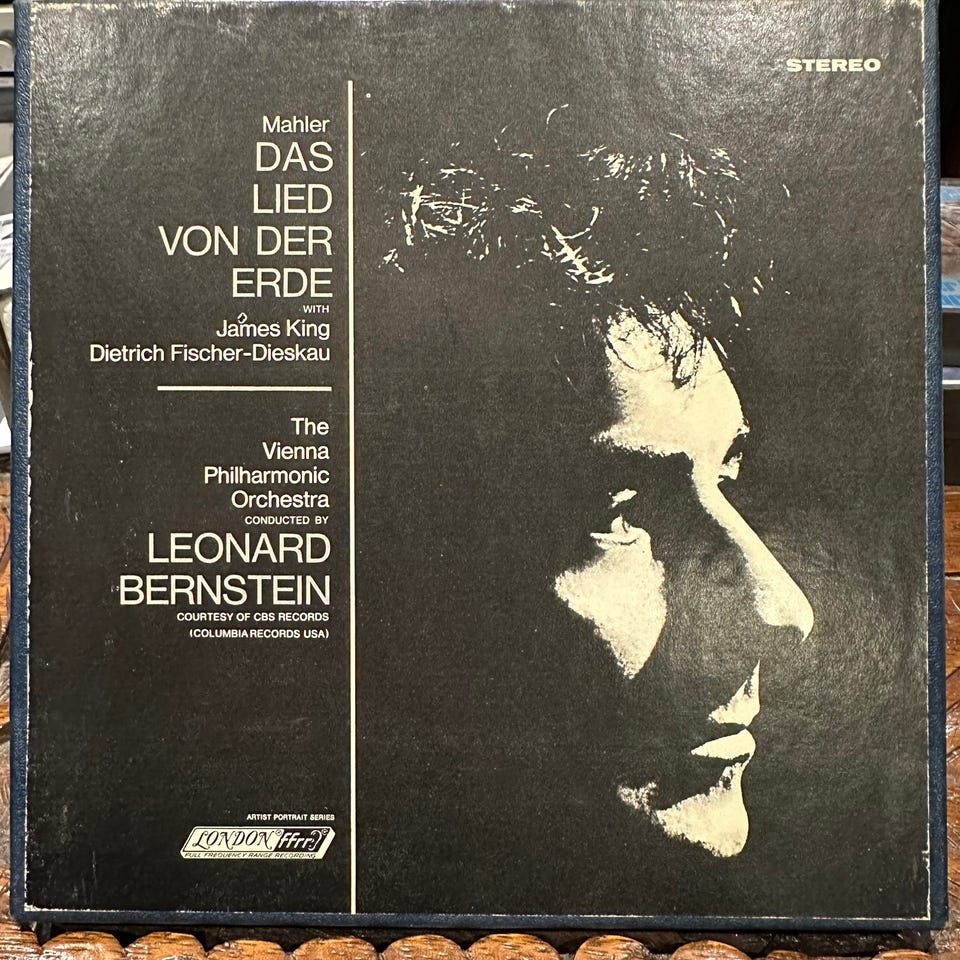 STEREO
Mahler
DAS
LIED
VON DER
ERDE
WITH
James King
Dietrich Fischer-Dieskau
The
Vienna
Philharmonic
Orchestra
CONDUCTED BY
LEONARD
BERNSTEIN
COURTESY OF CBS RECORDS
(COLUMBIA RECORDS USA)
ARTIST PORTRAIT SERIES
LONDON ffrr
FULL FREQUENCY RANGE RECORDING